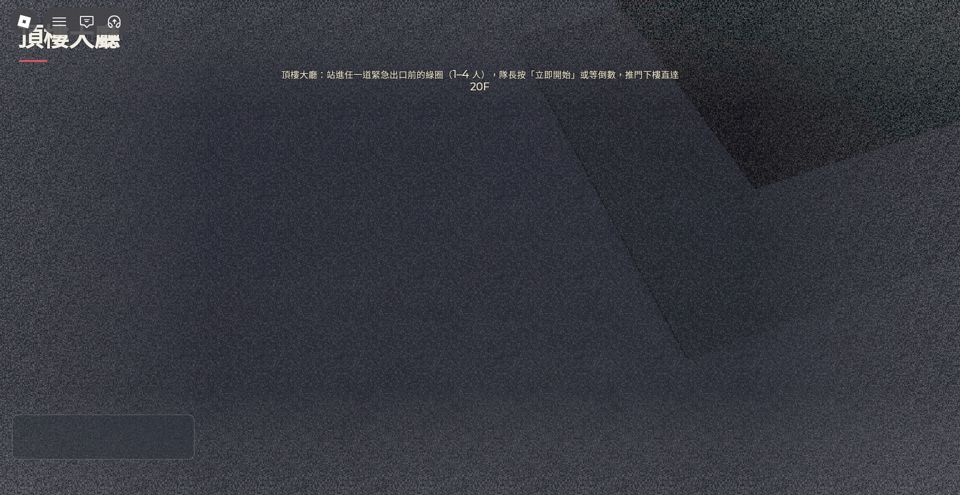 頂樓大廳
頂樓大廳：站進任一道緊急出口前的綠圈（1–4 人），隊長按「立即開始」或等倒數，推門下樓直達
20F